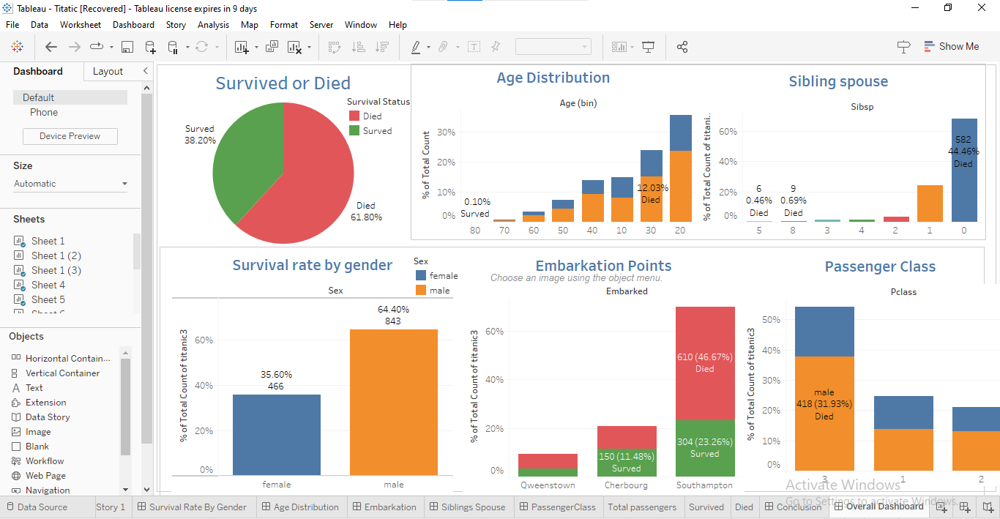 Tableau - Titatic [Recovered] - Tableau license expires in 9 days
File Data Worksheet Dashboard Story Analysis Map Format Server Window Help
Show Me
Dashboard Layout
Default
Phone
Device Preview
Size
Automatic
Sheets
Sheet 1
Sheet 1 (2)
Sheet 1 (3)
Sheet 4
Sheet 5
Objects
Horizontal Contain...
Vertical Container
Text
Extension
Data Story
Image
Blank
Workflow
Web Page
Navigation
Survived or Died
Survival Status
Died
Surved
Surved
38.20%
Died
61.80%
Age Distribution
Age (bin)
% of Total Count
30%
20%
10%
0%
0.10%
Surved
12.03%
Died
80 70 60 50 40 10 30 20
Sibling spouse
Sibsp
% of Total Count of titani..
60%
40%
20%
0%
6
0.46%
Died
9
0.69%
Died
582
44.46%
Died
5 8 3 4 2 1 0
Survival rate by gender
Sex
female
male
Sex
% of Total Count of titanic3
60%
40%
20%
0%
35.60%
466
64.40%
843
female male
Embarkation Points
Choose an image using the object menu.
Embarked
% of Total Count of titanic3
60%
40%
20%
0%
610 (46.67%)
Died
150 (11.48%)
Surved
304 (23.26%)
Surved
Qweenstown Cherbourg Southampton
Passenger Class
Pclass
% of Total Count of titanic3
50%
40%
30%
20%
10%
0%
male
418 (31.93%)
Died
3 1 2
Activate Windows
Go to Settings to activate Windows.
Data Source Story 1 Survival Rate By Gender Age Distribution Embarkation Siblings Spouse PassengerClass Total passengers Survived Died Conclusion Overall Dashboard